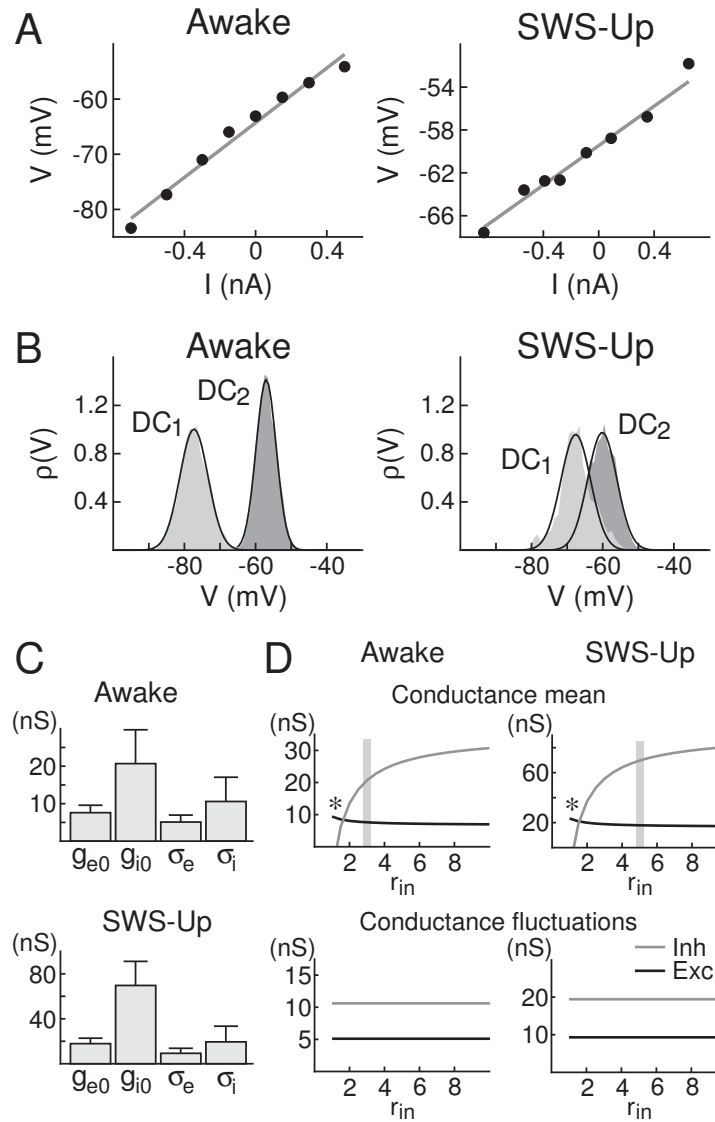 A
Awake
SWS-Up
V (mV)
-60
-70
-80
-0.4
0
0.4
I (nA)
V (mV)
-54
-58
-62
-66
-0.4
0
0.4
I (nA)
B
Awake
SWS-Up
ρ(V)
1.2
0.8
0.4
DC1
DC2
-80
-60
-40
V (mV)
ρ(V)
1.2
0.8
0.4
DC1
DC2
-80
-60
-40
V (mV)
C
Awake
(nS)
20
10
ge0
gi0
σe
σi
SWS-Up
(nS)
80
40
ge0
gi0
σe
σi
D
Awake
SWS-Up
Conductance mean
(nS)
30
20
10
*
2
4
6
8
rin
(nS)
60
20
*
2
4
6
8
rin
Conductance fluctuations
(nS)
15
10
5
2
4
6
8
rin
(nS)
20
10
Inh
Exc
2
4
6
8
rin